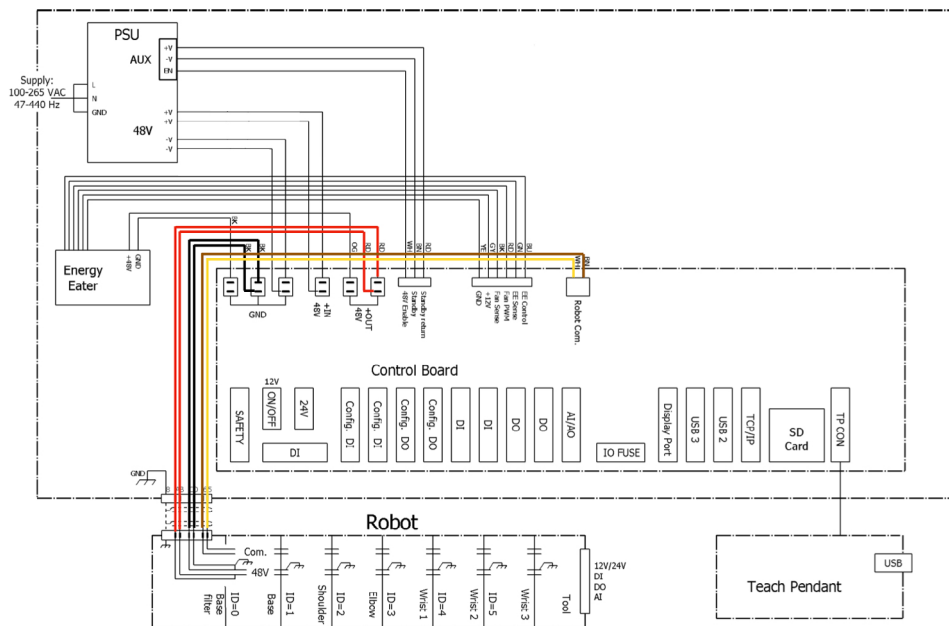 PSU
AUX
+V
-V
EN
Supply:
100-265 VAC
47-440 Hz
L
N
GND
48V
+V
+V
-V
-V
Energy
Eater
+48V
GND
BK
BK
BK
OG
RD
RD
WH
BN
RD
YE
GY
BK
RD
GN
BU
WH
BN
GND
+IN
48V
+OUT
48V
48V Enable
Standby
Standby return
GND
+12V
Fan Sense
Fan PWM
EE Sense
EE Control
Robot Com.
Control Board
SAFETY
12V
ON/OFF
24V
DI
Config. DI
Config. DI
Config. DO
Config. DO
DI
DI
DO
DO
AI/AO
IO FUSE
Display Port
USB 3
USB 2
TCP/IP
SD
Card
TP CON
GND
Robot
Com.
48V
ID=0
Base
filter
ID=1
Base
ID=2
Shoulder
ID=3
Elbow
ID=4
Wrist 1
ID=5
Wrist 2
Wrist 3
Tool
12V/24V
DI
DO
AI
Teach Pendant
USB